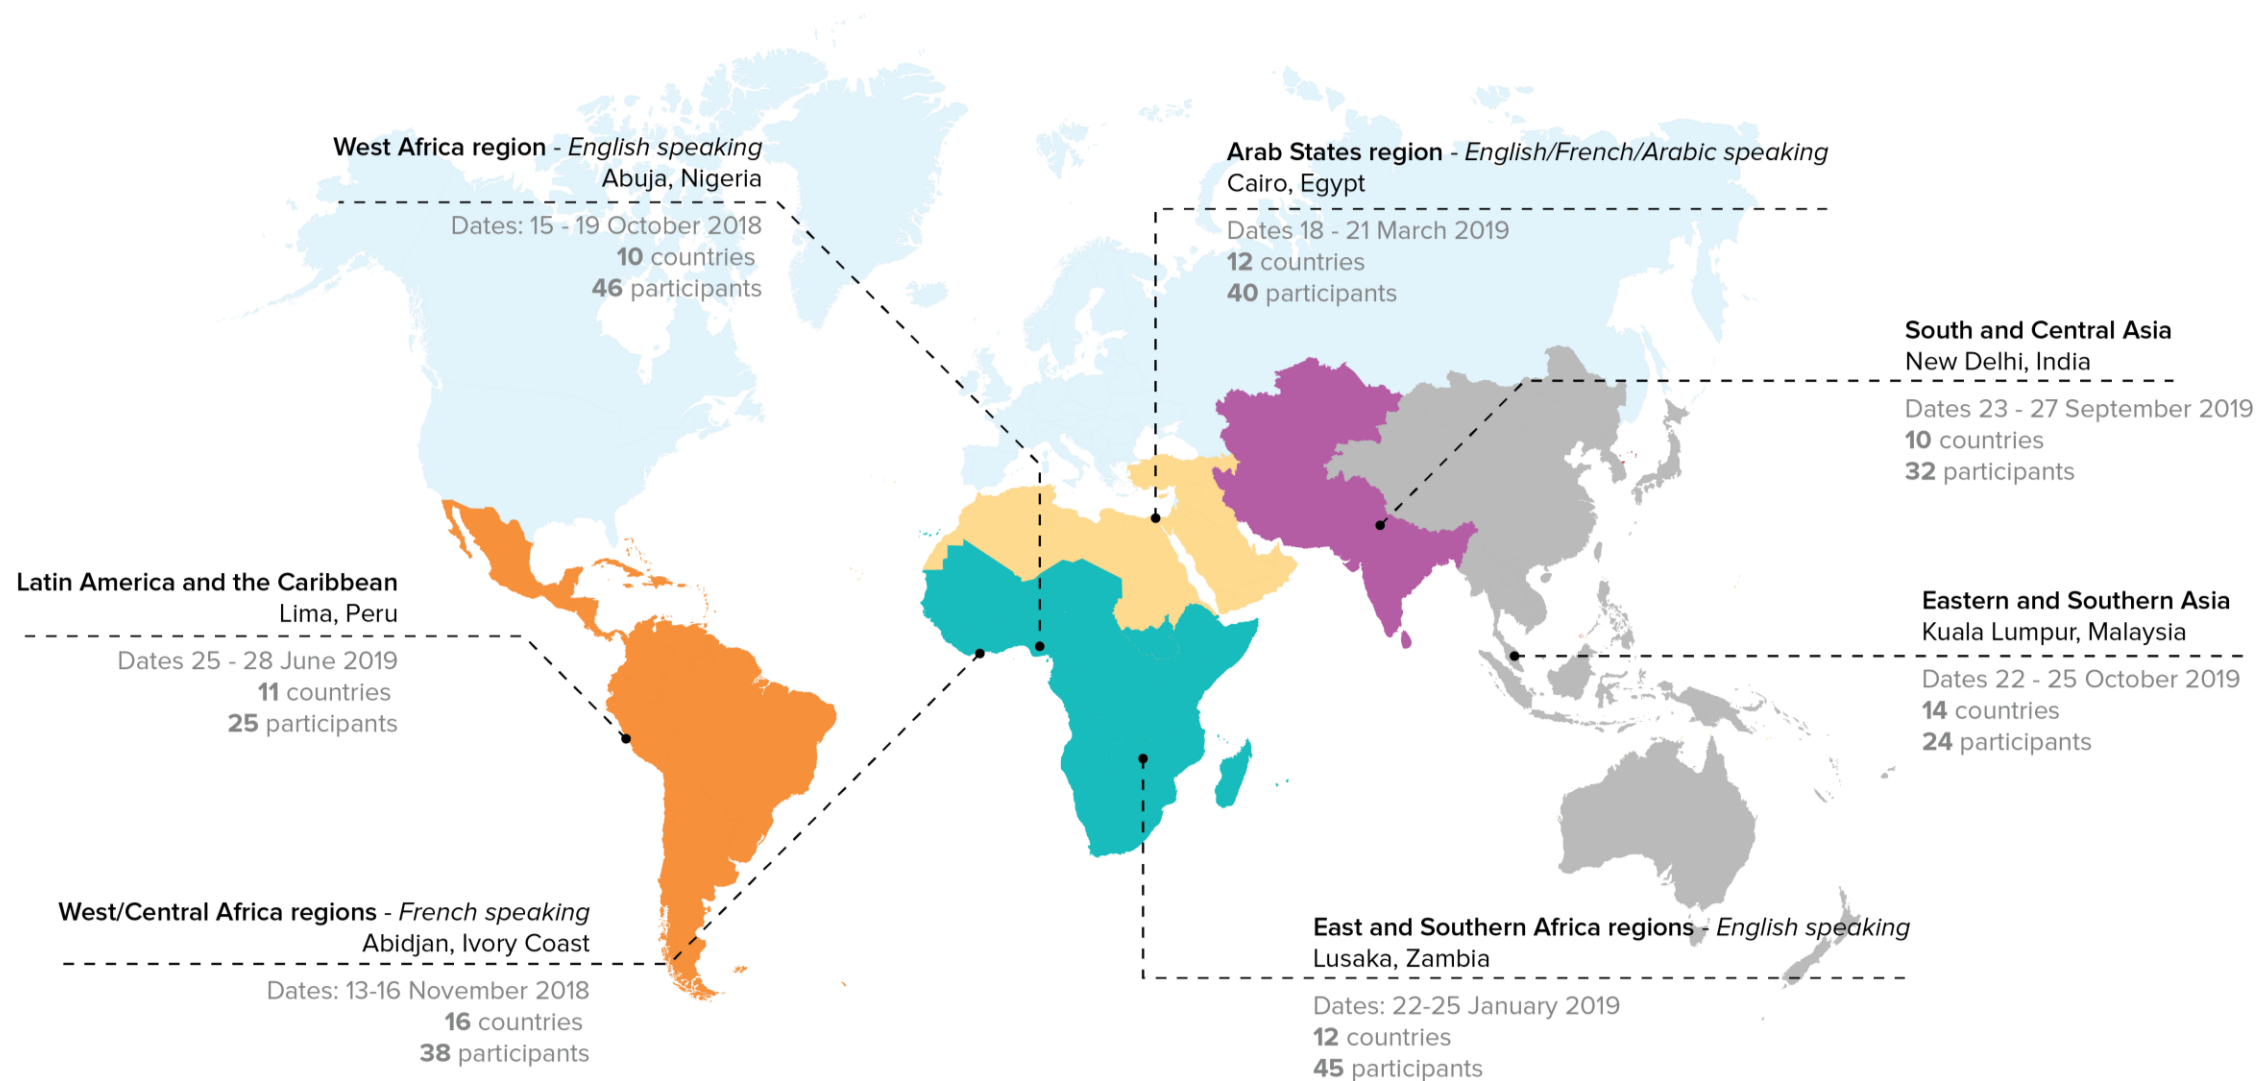 West Africa region - English speaking
Abuja, Nigeria
Dates: 15 - 19 October 2018
10 countries
46 participants
Arab States region - English/French/Arabic speaking
Cairo, Egypt
Dates 18 - 21 March 2019
12 countries
40 participants
South and Central Asia
New Delhi, India
Dates 23 - 27 September 2019
10 countries
32 participants
Latin America and the Caribbean
Lima, Peru
Dates 25 - 28 June 2019
11 countries
25 participants
Eastern and Southern Asia
Kuala Lumpur, Malaysia
Dates 22 - 25 October 2019
14 countries
24 participants
West/Central Africa regions - French speaking
Abidjan, Ivory Coast
Dates: 13-16 November 2018
16 countries
38 participants
East and Southern Africa regions - English speaking
Lusaka, Zambia
Dates: 22-25 January 2019
12 countries
45 participants